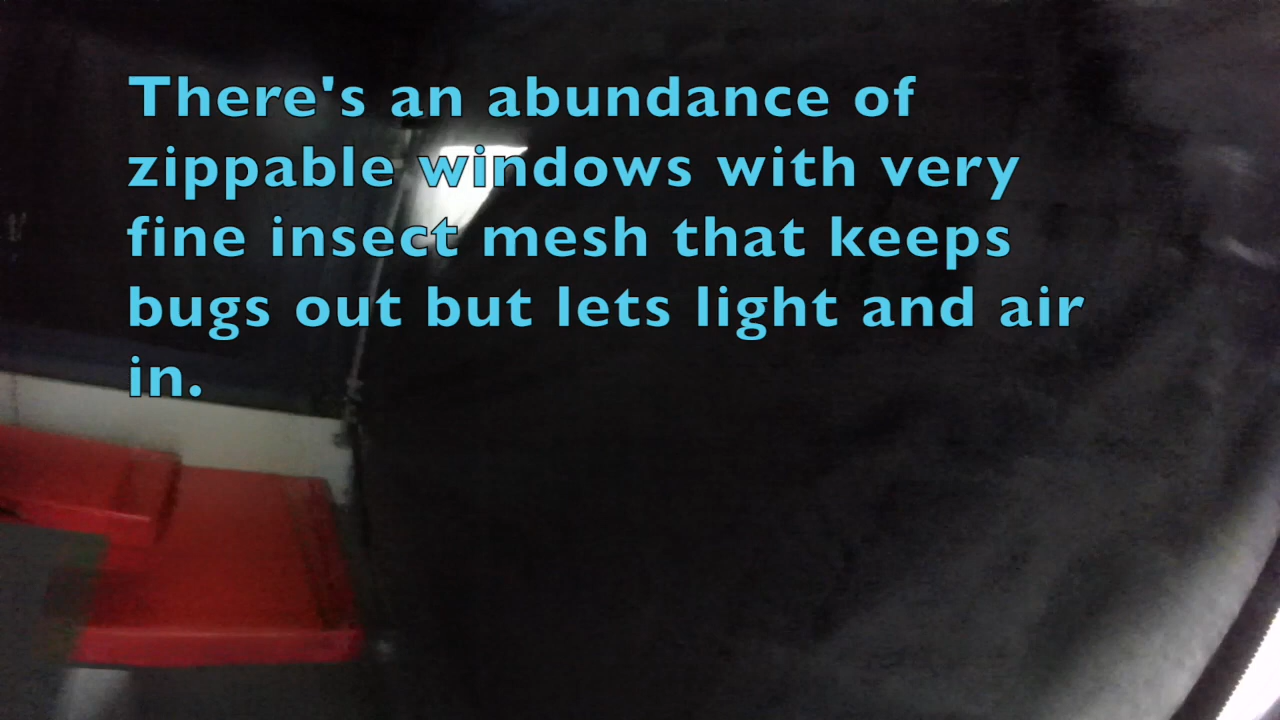 There's an abundance of
zippable windows with very
fine insect mesh that keeps
bugs out but lets light and air
in.